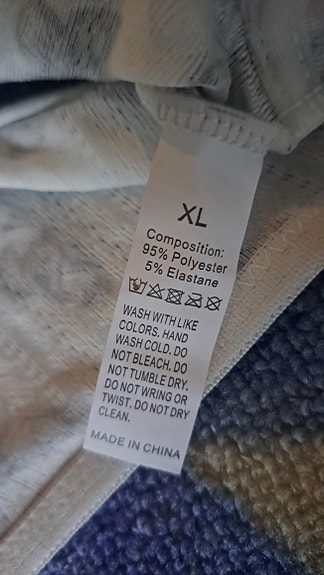 XL
Composition:
95% Polyester
5% Elastane
WASH WITH LIKE
COLORS. HAND
WASH COLD. DO
NOT BLEACH. DO
NOT TUMBLE DRY.
DO NOT WRING OR
TWIST. DO NOT DRY
CLEAN.
MADE IN CHINA